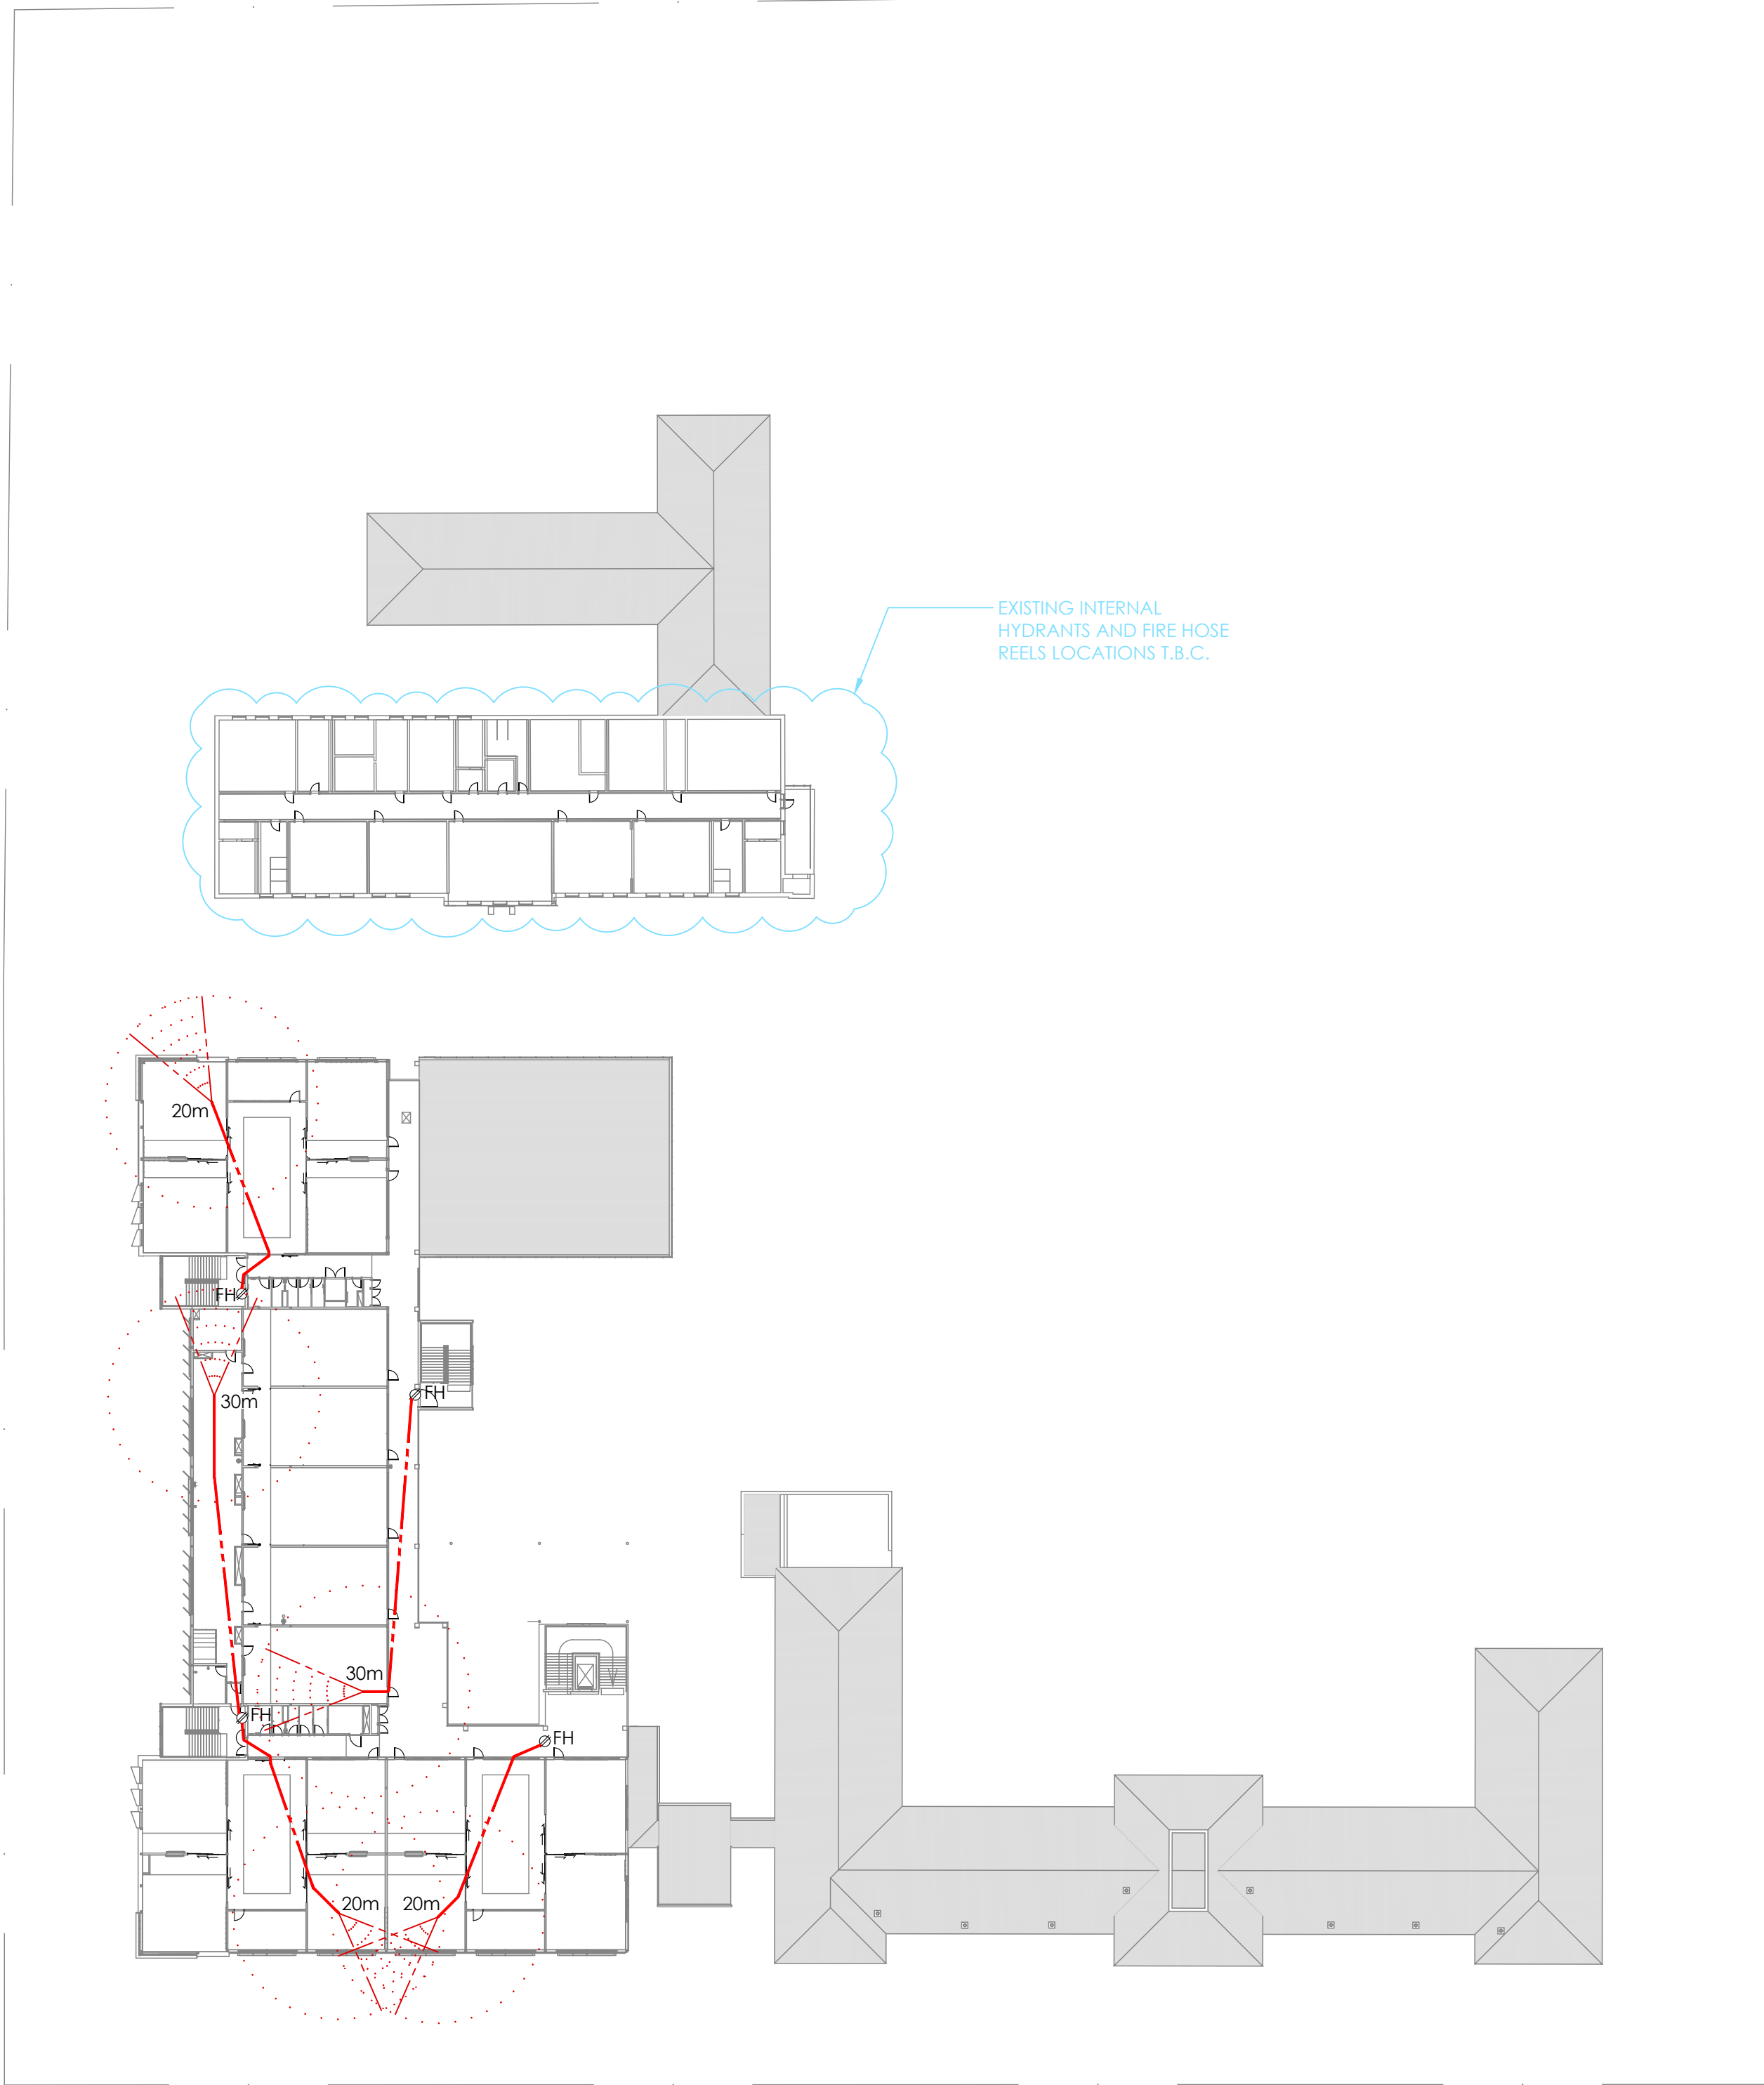 EXISTING INTERNAL
HYDRANTS AND FIRE HOSE
REELS LOCATIONS T.B.C.
20m
FH
30m
FH
30m
FH
FH
20m
20m